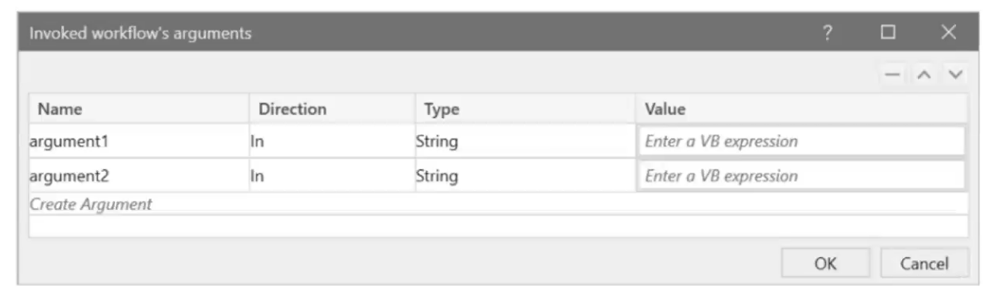 Invoked workflow's arguments ?
Name Direction Type Value
argument1 In String Enter a VB expression
argument2 In String Enter a VB expression
Create Argument
OK Cancel